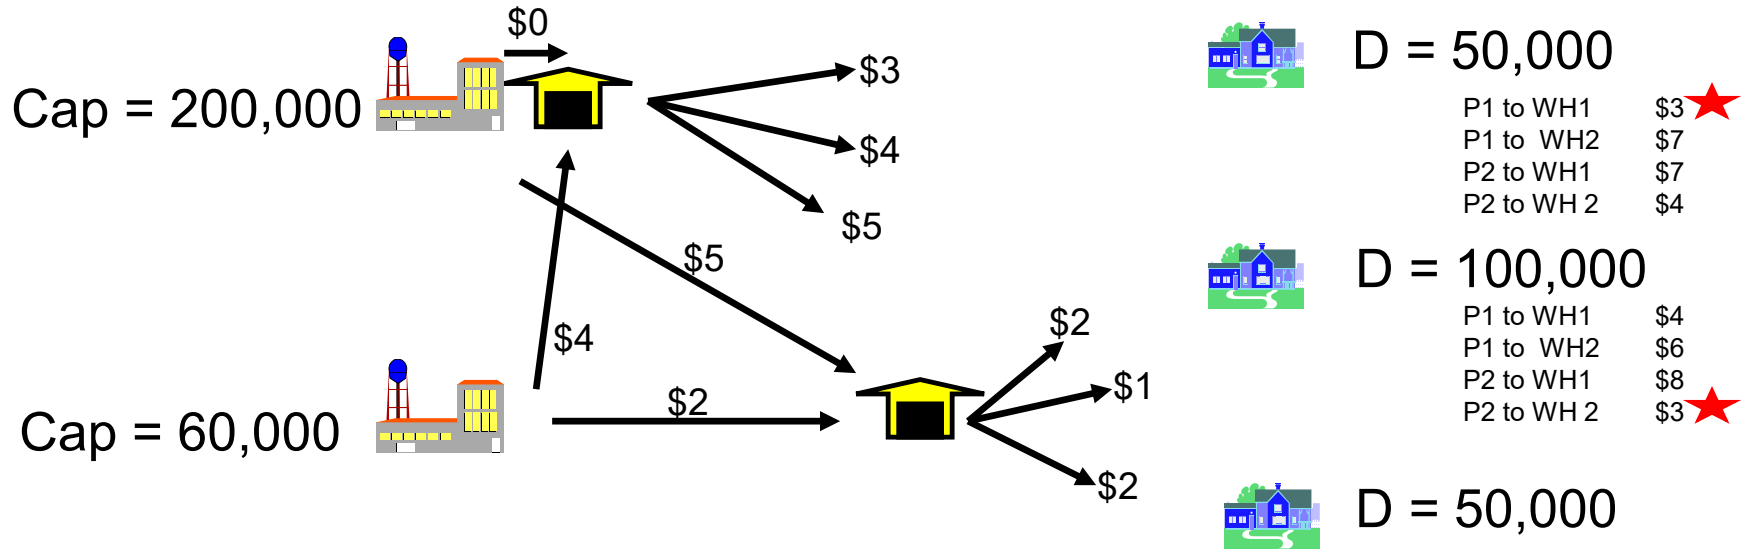 $0
Cap = 200,000
$3
$4
$5
$5
$4
Cap = 60,000
$2
$2
$1
$2
D = 50,000
P1 to WH1 $3
P1 to WH2 $7
P2 to WH1 $7
P2 to WH 2 $4
D = 100,000
P1 to WH1 $4
P1 to WH2 $6
P2 to WH1 $8
P2 to WH 2 $3
D = 50,000